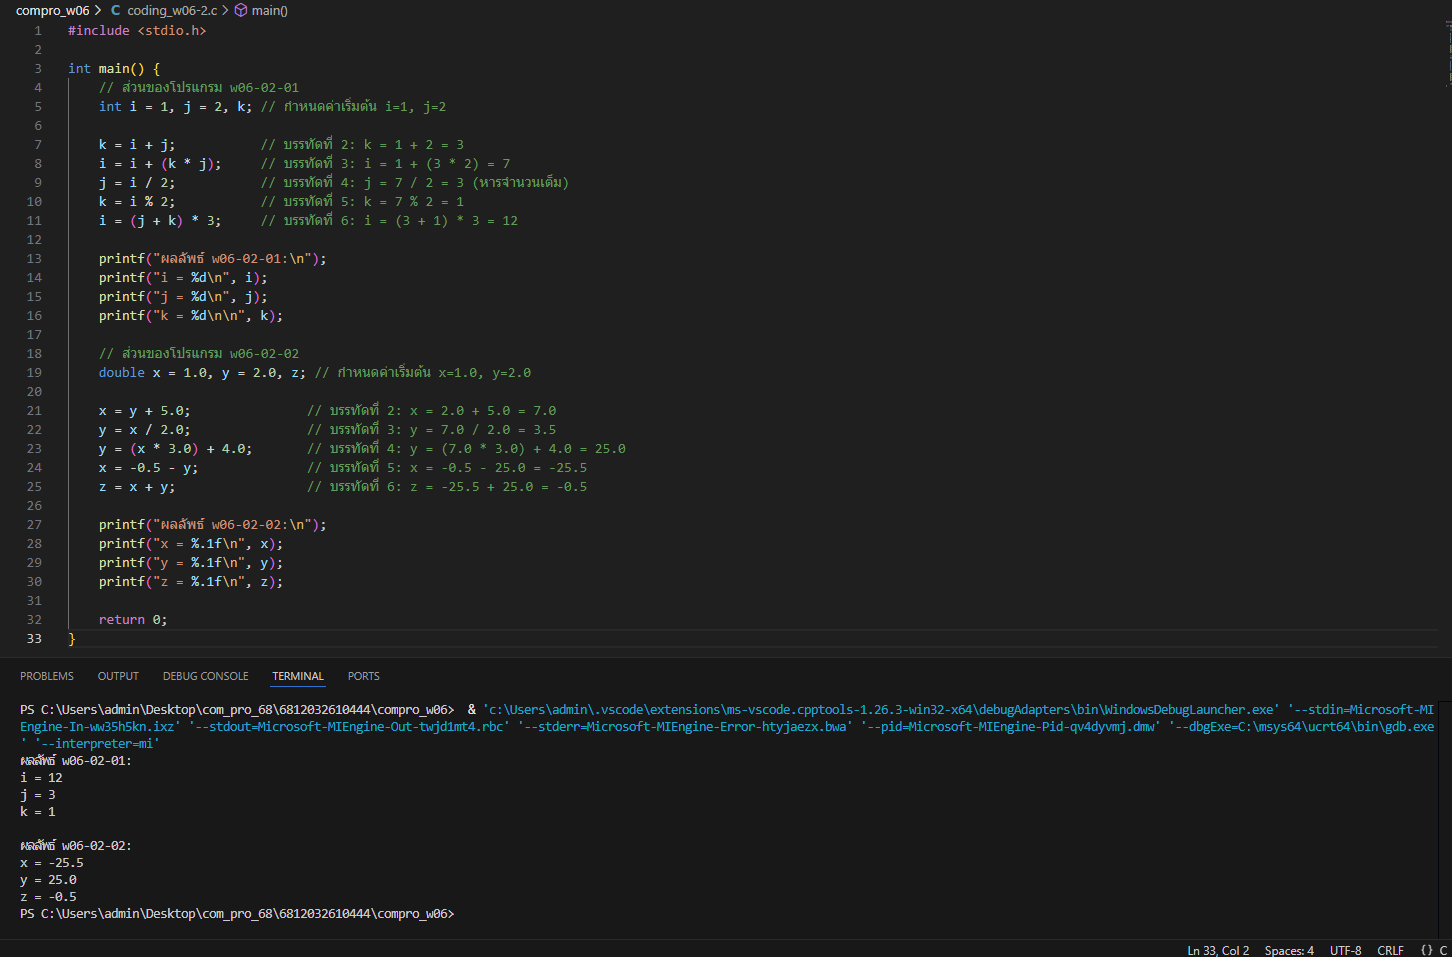 compro_w06 > C coding_w06-2.c > main()
1 #include <stdio.h>
2
3 int main() {
4 // ส่วนของโปรแกรม w06-02-01
5 int i = 1, j = 2, k; // กำหนดค่าเริ่มต้น i=1, j=2
6
7 k = i + j; // บรรทัดที่ 2: k = 1 + 2 = 3
8 i = i + (k * j); // บรรทัดที่ 3: i = 1 + (3 * 2) = 7
9 j = i / 2; // บรรทัดที่ 4: j = 7 / 2 = 3 (หารจำนวนเต็ม)
10 k = i % 2; // บรรทัดที่ 5: k = 7 % 2 = 1
11 i = (j + k) * 3; // บรรทัดที่ 6: i = (3 + 1) * 3 = 12
12
13 printf("ผลลัพธ์ w06-02-01:\n");
14 printf("i = %d\n", i);
15 printf("j = %d\n", j);
16 printf("k = %d\n\n", k);
17
18 // ส่วนของโปรแกรม w06-02-02
19 double x = 1.0, y = 2.0, z; // กำหนดค่าเริ่มต้น x=1.0, y=2.0
20
21 x = y + 5.0; // บรรทัดที่ 2: x = 2.0 + 5.0 = 7.0
22 y = x / 2.0; // บรรทัดที่ 3: y = 7.0 / 2.0 = 3.5
23 y = (x * 3.0) + 4.0; // บรรทัดที่ 4: y = (7.0 * 3.0) + 4.0 = 25.0
24 x = -0.5 - y; // บรรทัดที่ 5: x = -0.5 - 25.0 = -25.5
25 z = x + y; // บรรทัดที่ 6: z = -25.5 + 25.0 = -0.5
26
27 printf("ผลลัพธ์ w06-02-02:\n");
28 printf("x = %.1f\n", x);
29 printf("y = %.1f\n", y);
30 printf("z = %.1f\n", z);
31
32 return 0;
33 }
PROBLEMS OUTPUT DEBUG CONSOLE TERMINAL PORTS
PS C:\Users\admin\Desktop\com_pro_68\6812032610444\compro_w06> & 'c:\Users\admin\.vscode\extensions\ms-vscode.cpptools-1.26.3-win32-x64\debugAdapters\bin\WindowsDebugLauncher.exe' '--stdin=Microsoft-MI
Engine-In-ww35h5kn.ixz' '--stdout=Microsoft-MIEngine-Out-twjd1mt4.rbc' '--stderr=Microsoft-MIEngine-Error-htyjaezx.bwa' '--pid=Microsoft-MIEngine-Pid-qv4dyvmj.dmw' '--dbgExe=C:\msys64\ucrt64\bin\gdb.exe
' '--interpreter=mi'
ผลลัพธ์ w06-02-01:
i = 12
j = 3
k = 1
ผลลัพธ์ w06-02-02:
x = -25.5
y = 25.0
z = -0.5
PS C:\Users\admin\Desktop\com_pro_68\6812032610444\compro_w06>
Ln 33, Col 2 Spaces: 4 UTF-8 CRLF {} C